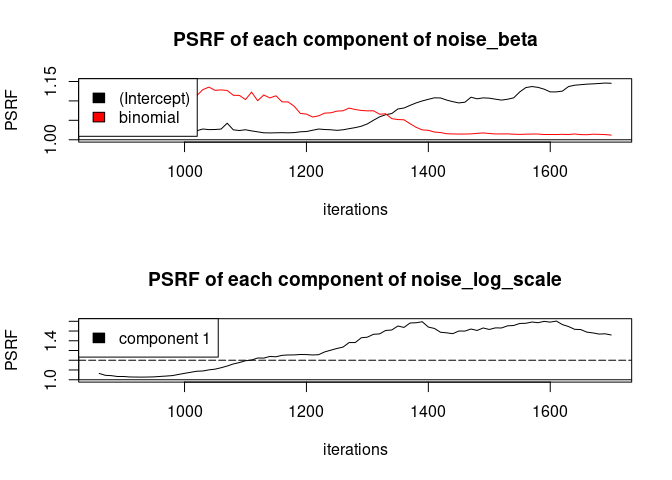 PSRF of each component of noise_beta
PSRF
1.00 1.15
(Intercept)
binomial
1000 1200 1400 1600
iterations
PSRF of each component of noise_log_scale
PSRF
1.0 1.4
component 1
1000 1200 1400 1600
iterations